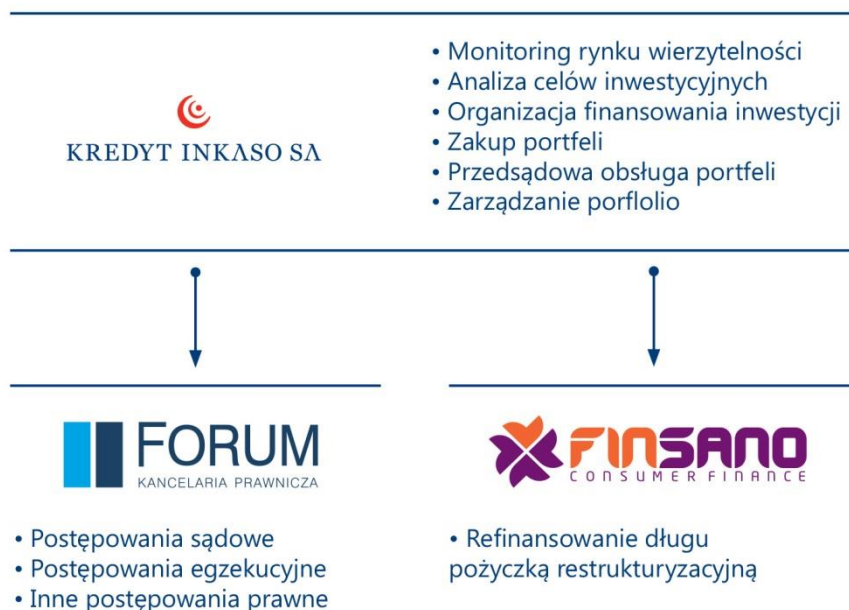 KREDYT INKASO SA
• Monitoring rynku wierzytelności
• Analiza celów inwestycyjnych
• Organizacja finansowania inwestycji
• Zakup portfeli
• Przedsądowa obsługa portfeli
• Zarządzanie porflolio
FORUM
KANCELARIA PRAWNICZA
• Postępowania sądowe
• Postępowania egzekucyjne
• Inne postępowania prawne
FINSANO
CONSUMER FINANCE
• Refinansowanie długu
pożyczką restrukturyzacyjną